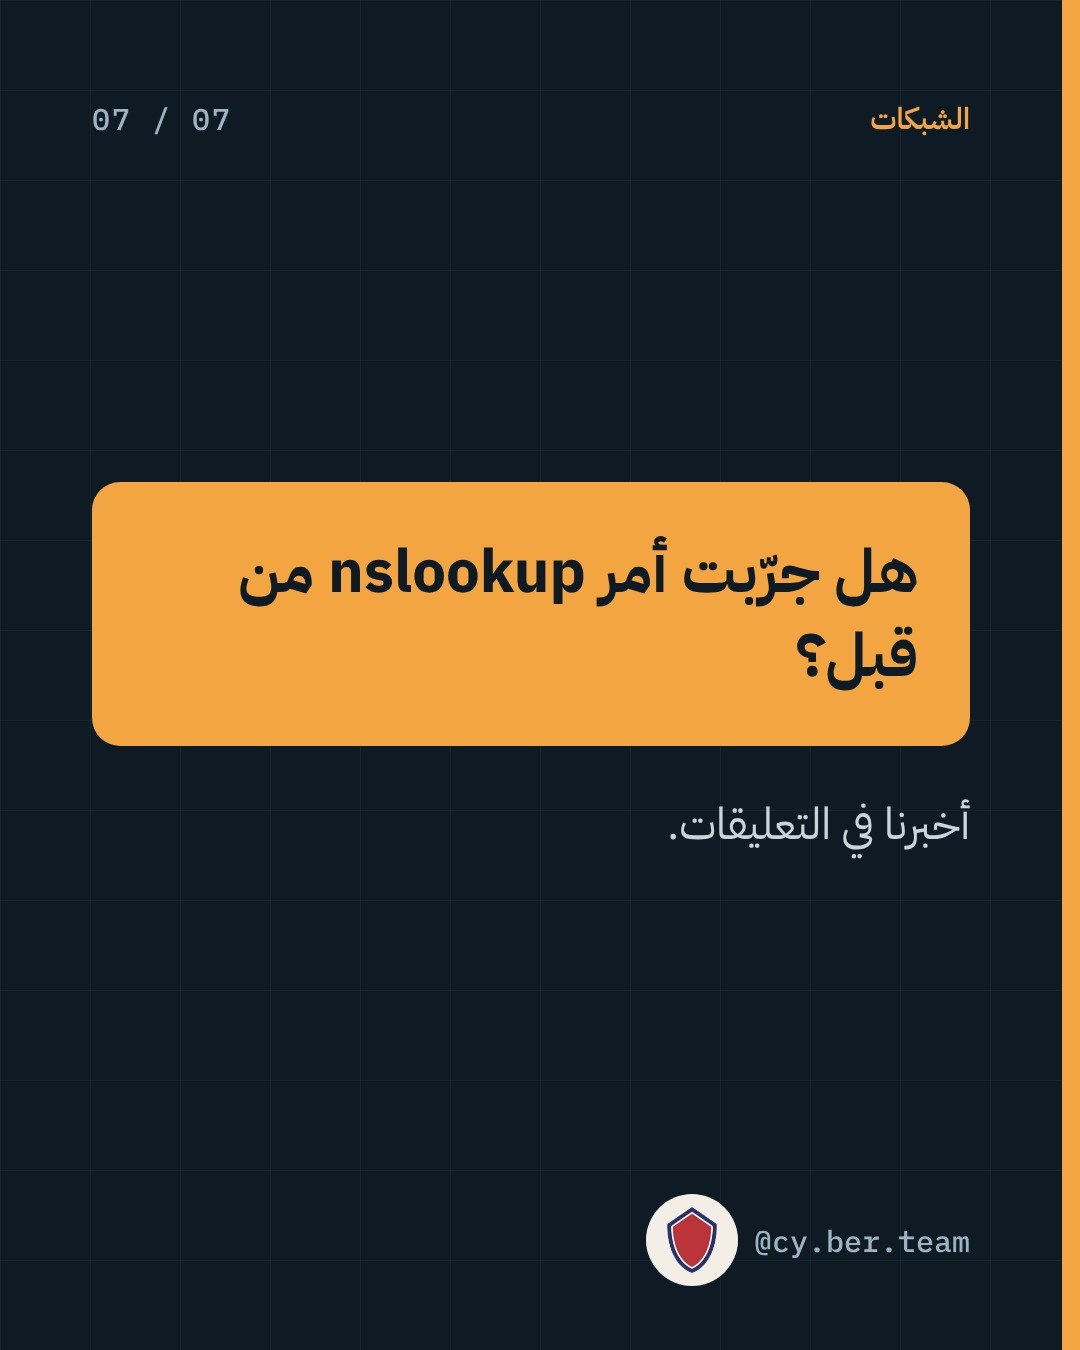 الشبكات
07 / 07
هل جرّبت أمر nslookup من
قبل؟
أخبرنا في التعليقات.
@cy.ber.team